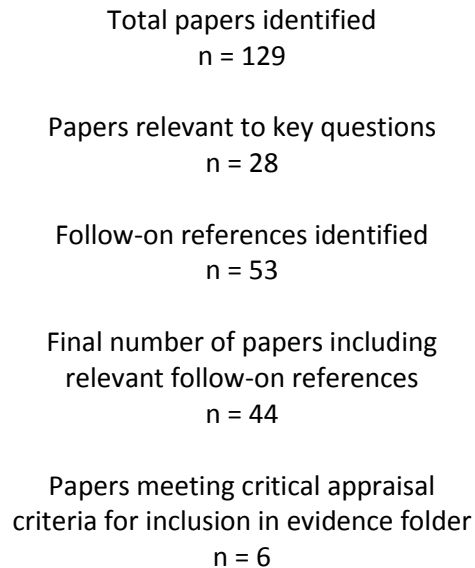 Total papers identified
n = 129
Papers relevant to key questions
n = 28
Follow-on references identified
n = 53
Final number of papers including
relevant follow-on references
n = 44
Papers meeting critical appraisal
criteria for inclusion in evidence folder
n = 6